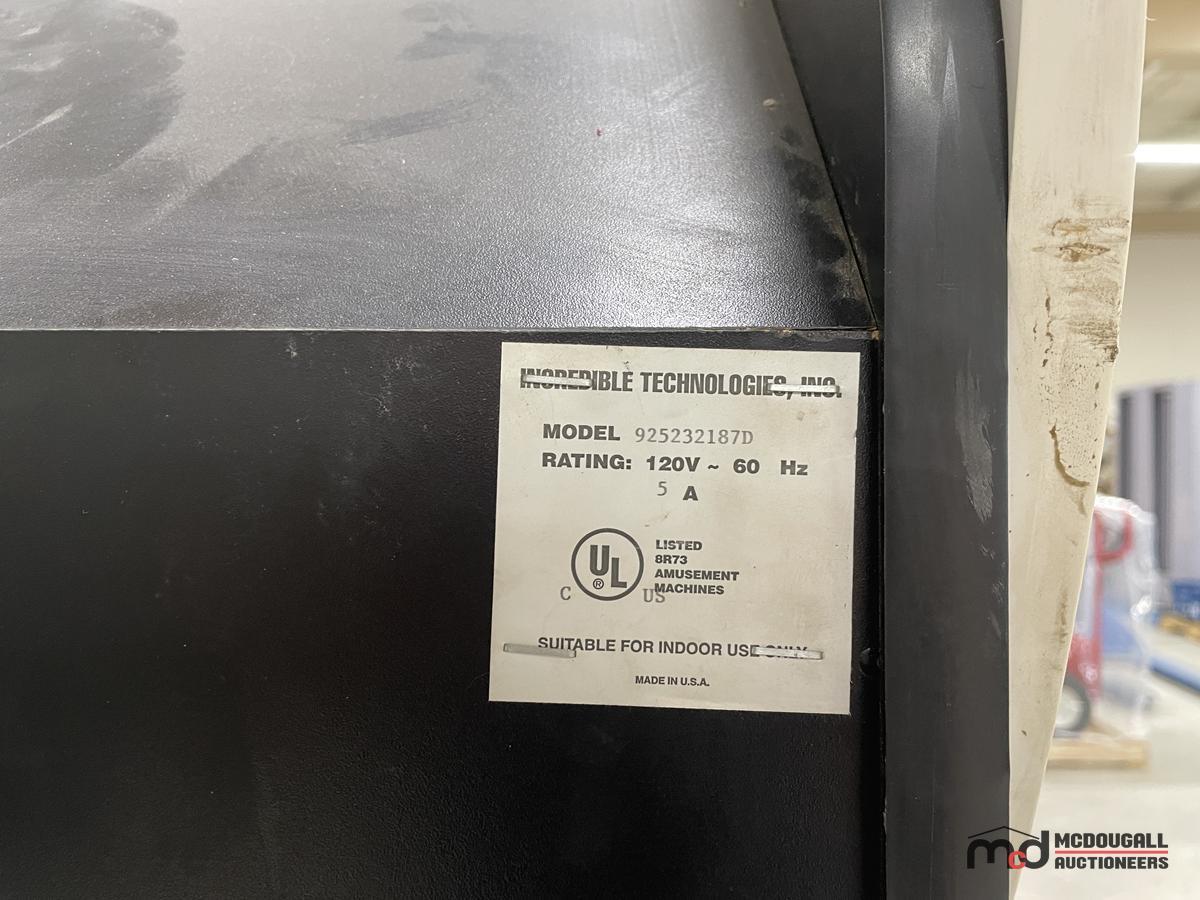 INCREDIBLE TECHNOLOGIES, INC.
MODEL 925232187D
RATING: 120V ~ 60 Hz
5 A
UL ®
C US
LISTED
8R73
AMUSEMENT
MACHINES
SUITABLE FOR INDOOR USE ONLY
MADE IN U.S.A.
mcd MCDOUGALL
AUCTIONEERS